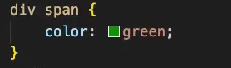 div span {
    color: green;
}